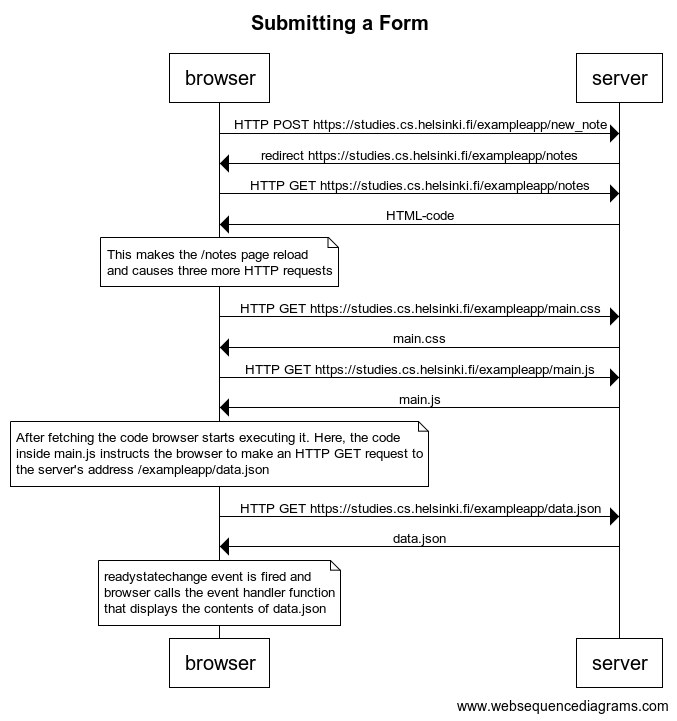 Submitting a Form
browser
server
HTTP POST https://studies.cs.helsinki.fi/exampleapp/new_note
redirect https://studies.cs.helsinki.fi/exampleapp/notes
HTTP GET https://studies.cs.helsinki.fi/exampleapp/notes
HTML-code
This makes the /notes page reload
and causes three more HTTP requests
HTTP GET https://studies.cs.helsinki.fi/exampleapp/main.css
main.css
HTTP GET https://studies.cs.helsinki.fi/exampleapp/main.js
main.js
After fetching the code browser starts executing it. Here, the code
inside main.js instructs the browser to make an HTTP GET request to
the server's address /exampleapp/data.json
HTTP GET https://studies.cs.helsinki.fi/exampleapp/data.json
data.json
readystatechange event is fired and
browser calls the event handler function
that displays the contents of data.json
browser
server
www.websequencediagrams.com